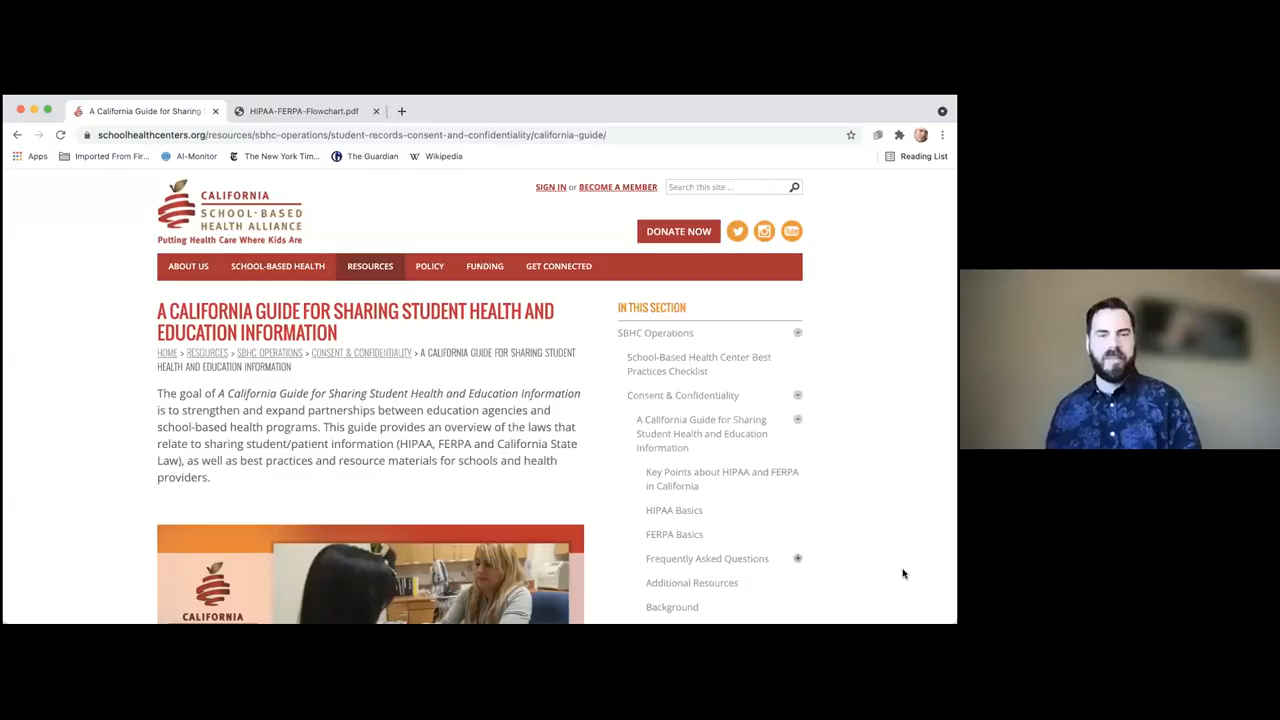 A California Guide for Sharing
HIPAA-FERPA-Flowchart.pdf
schoolhealthcenters.org/resources/sbhc-operations/student-records-consent-and-confidentiality/california-guide/
Apps
Imported From Fir...
Al-Monitor
The New York Tim...
The Guardian
Wikipedia
Reading List
CALIFORNIA
SCHOOL-BASED
HEALTH ALLIANCE
Putting Health Care Where Kids Are
SIGN IN or BECOME A MEMBER
Search this site ...
DONATE NOW
You
Tube
ABOUT US
SCHOOL-BASED HEALTH
RESOURCES
POLICY
FUNDING
GET CONNECTED
A CALIFORNIA GUIDE FOR SHARING STUDENT HEALTH AND
EDUCATION INFORMATION
HOME > RESOURCES > SBHC OPERATIONS > CONSENT & CONFIDENTIALITY > A CALIFORNIA GUIDE FOR SHARING STUDENT
HEALTH AND EDUCATION INFORMATION
The goal of A California Guide for Sharing Student Health and Education Information
is to strengthen and expand partnerships between education agencies and
school-based health programs. This guide provides an overview of the laws that
relate to sharing student/patient information (HIPAA, FERPA and California State
Law), as well as best practices and resource materials for schools and health
providers.
CALIFORNIA
IN THIS SECTION
SBHC Operations
School-Based Health Center Best
Practices Checklist
Consent & Confidentiality
A California Guide for Sharing
Student Health and Education
Information
Key Points about HIPAA and FERPA
in California
HIPAA Basics
FERPA Basics
Frequently Asked Questions
Additional Resources
Background